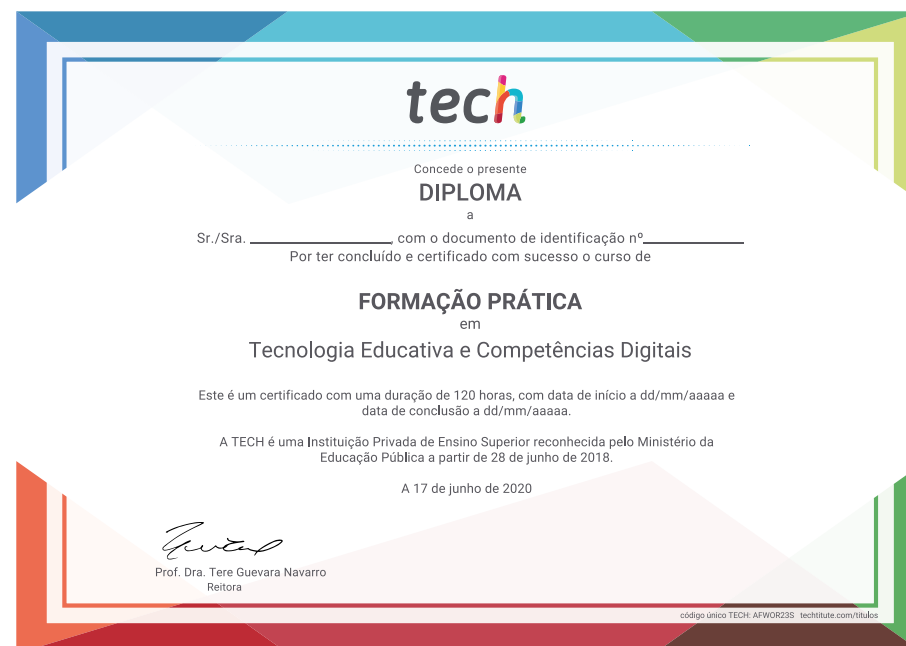 tech
Concede o presente
DIPLOMA
a
Sr./Sra. ____________________, com o documento de identificação nº______________
Por ter concluído e certificado com sucesso o curso de
FORMAÇÃO PRÁTICA
em
Tecnologia Educativa e Competências Digitais
Este é um certificado com uma duração de 120 horas, com data de início a dd/mm/aaaaa e
data de conclusão a dd/mm/aaaaa.
A TECH é uma Instituição Privada de Ensino Superior reconhecida pelo Ministério da
Educação Pública a partir de 28 de junho de 2018.
A 17 de junho de 2020
Prof. Dra. Tere Guevara Navarro
Reitora
código único TECH: AFWOR23S techtitute.com/titulos